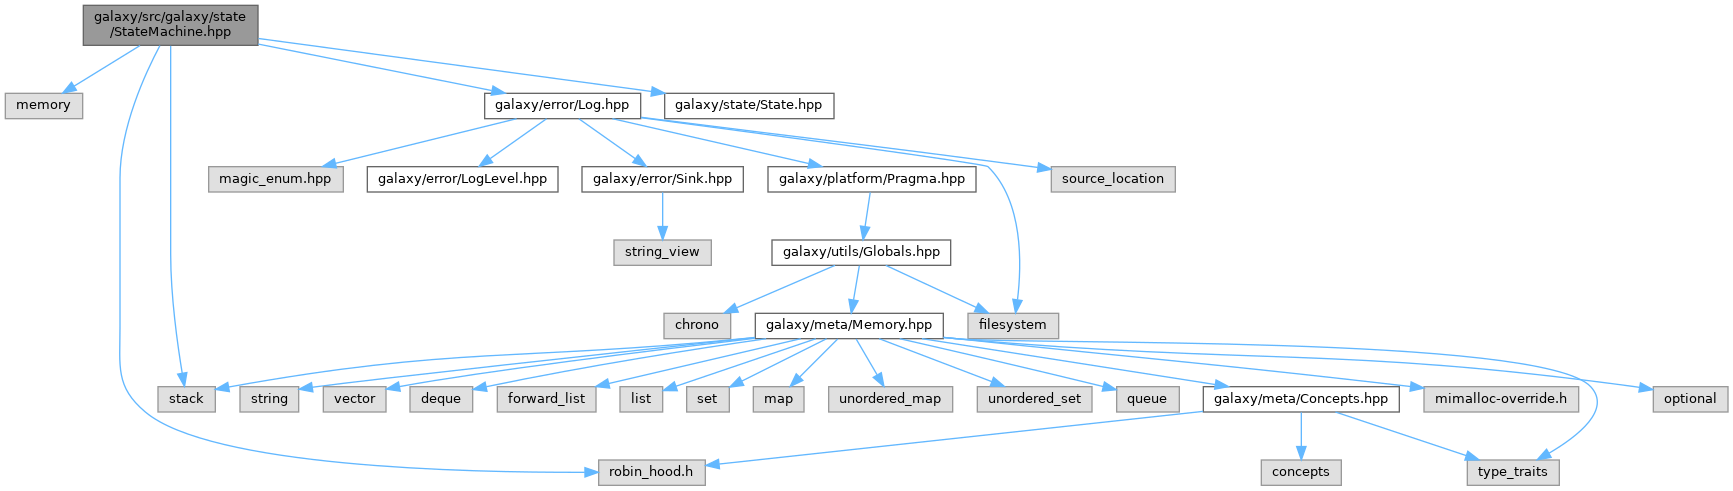 galaxy/src/galaxy/state
/StateMachine.hpp
memory
galaxy/error/Log.hpp
galaxy/state/State.hpp
magic_enum.hpp
galaxy/error/LogLevel.hpp
galaxy/error/Sink.hpp
galaxy/platform/Pragma.hpp
source_location
string_view
galaxy/utils/Globals.hpp
chrono
galaxy/meta/Memory.hpp
filesystem
stack
string
vector
deque
forward_list
list
set
map
unordered_map
unordered_set
queue
galaxy/meta/Concepts.hpp
mimalloc-override.h
optional
robin_hood.h
concepts
type_traits